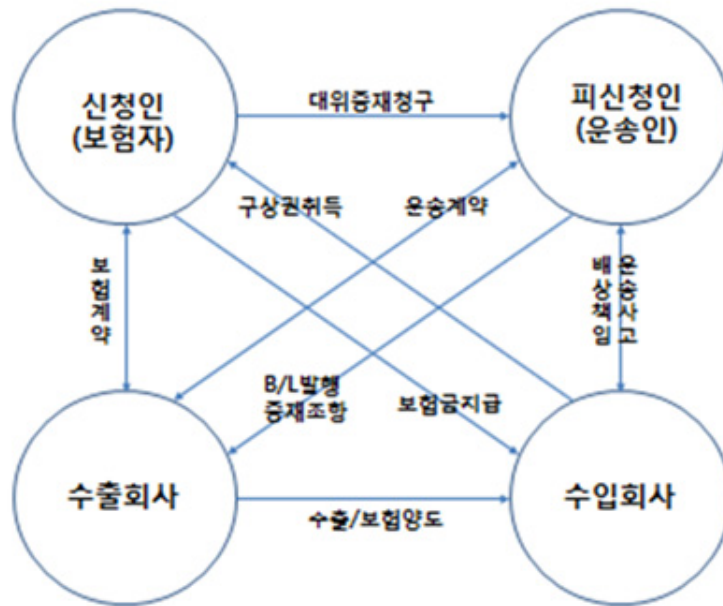 신청인
(보험자)
대위중재청구
피신청인
(운송인)
구상권취득
운송계약
보험계약
배상책임
운송사고
B/L발행
중재조항
보험금지급
수출회사
수출/보험양도
수입회사